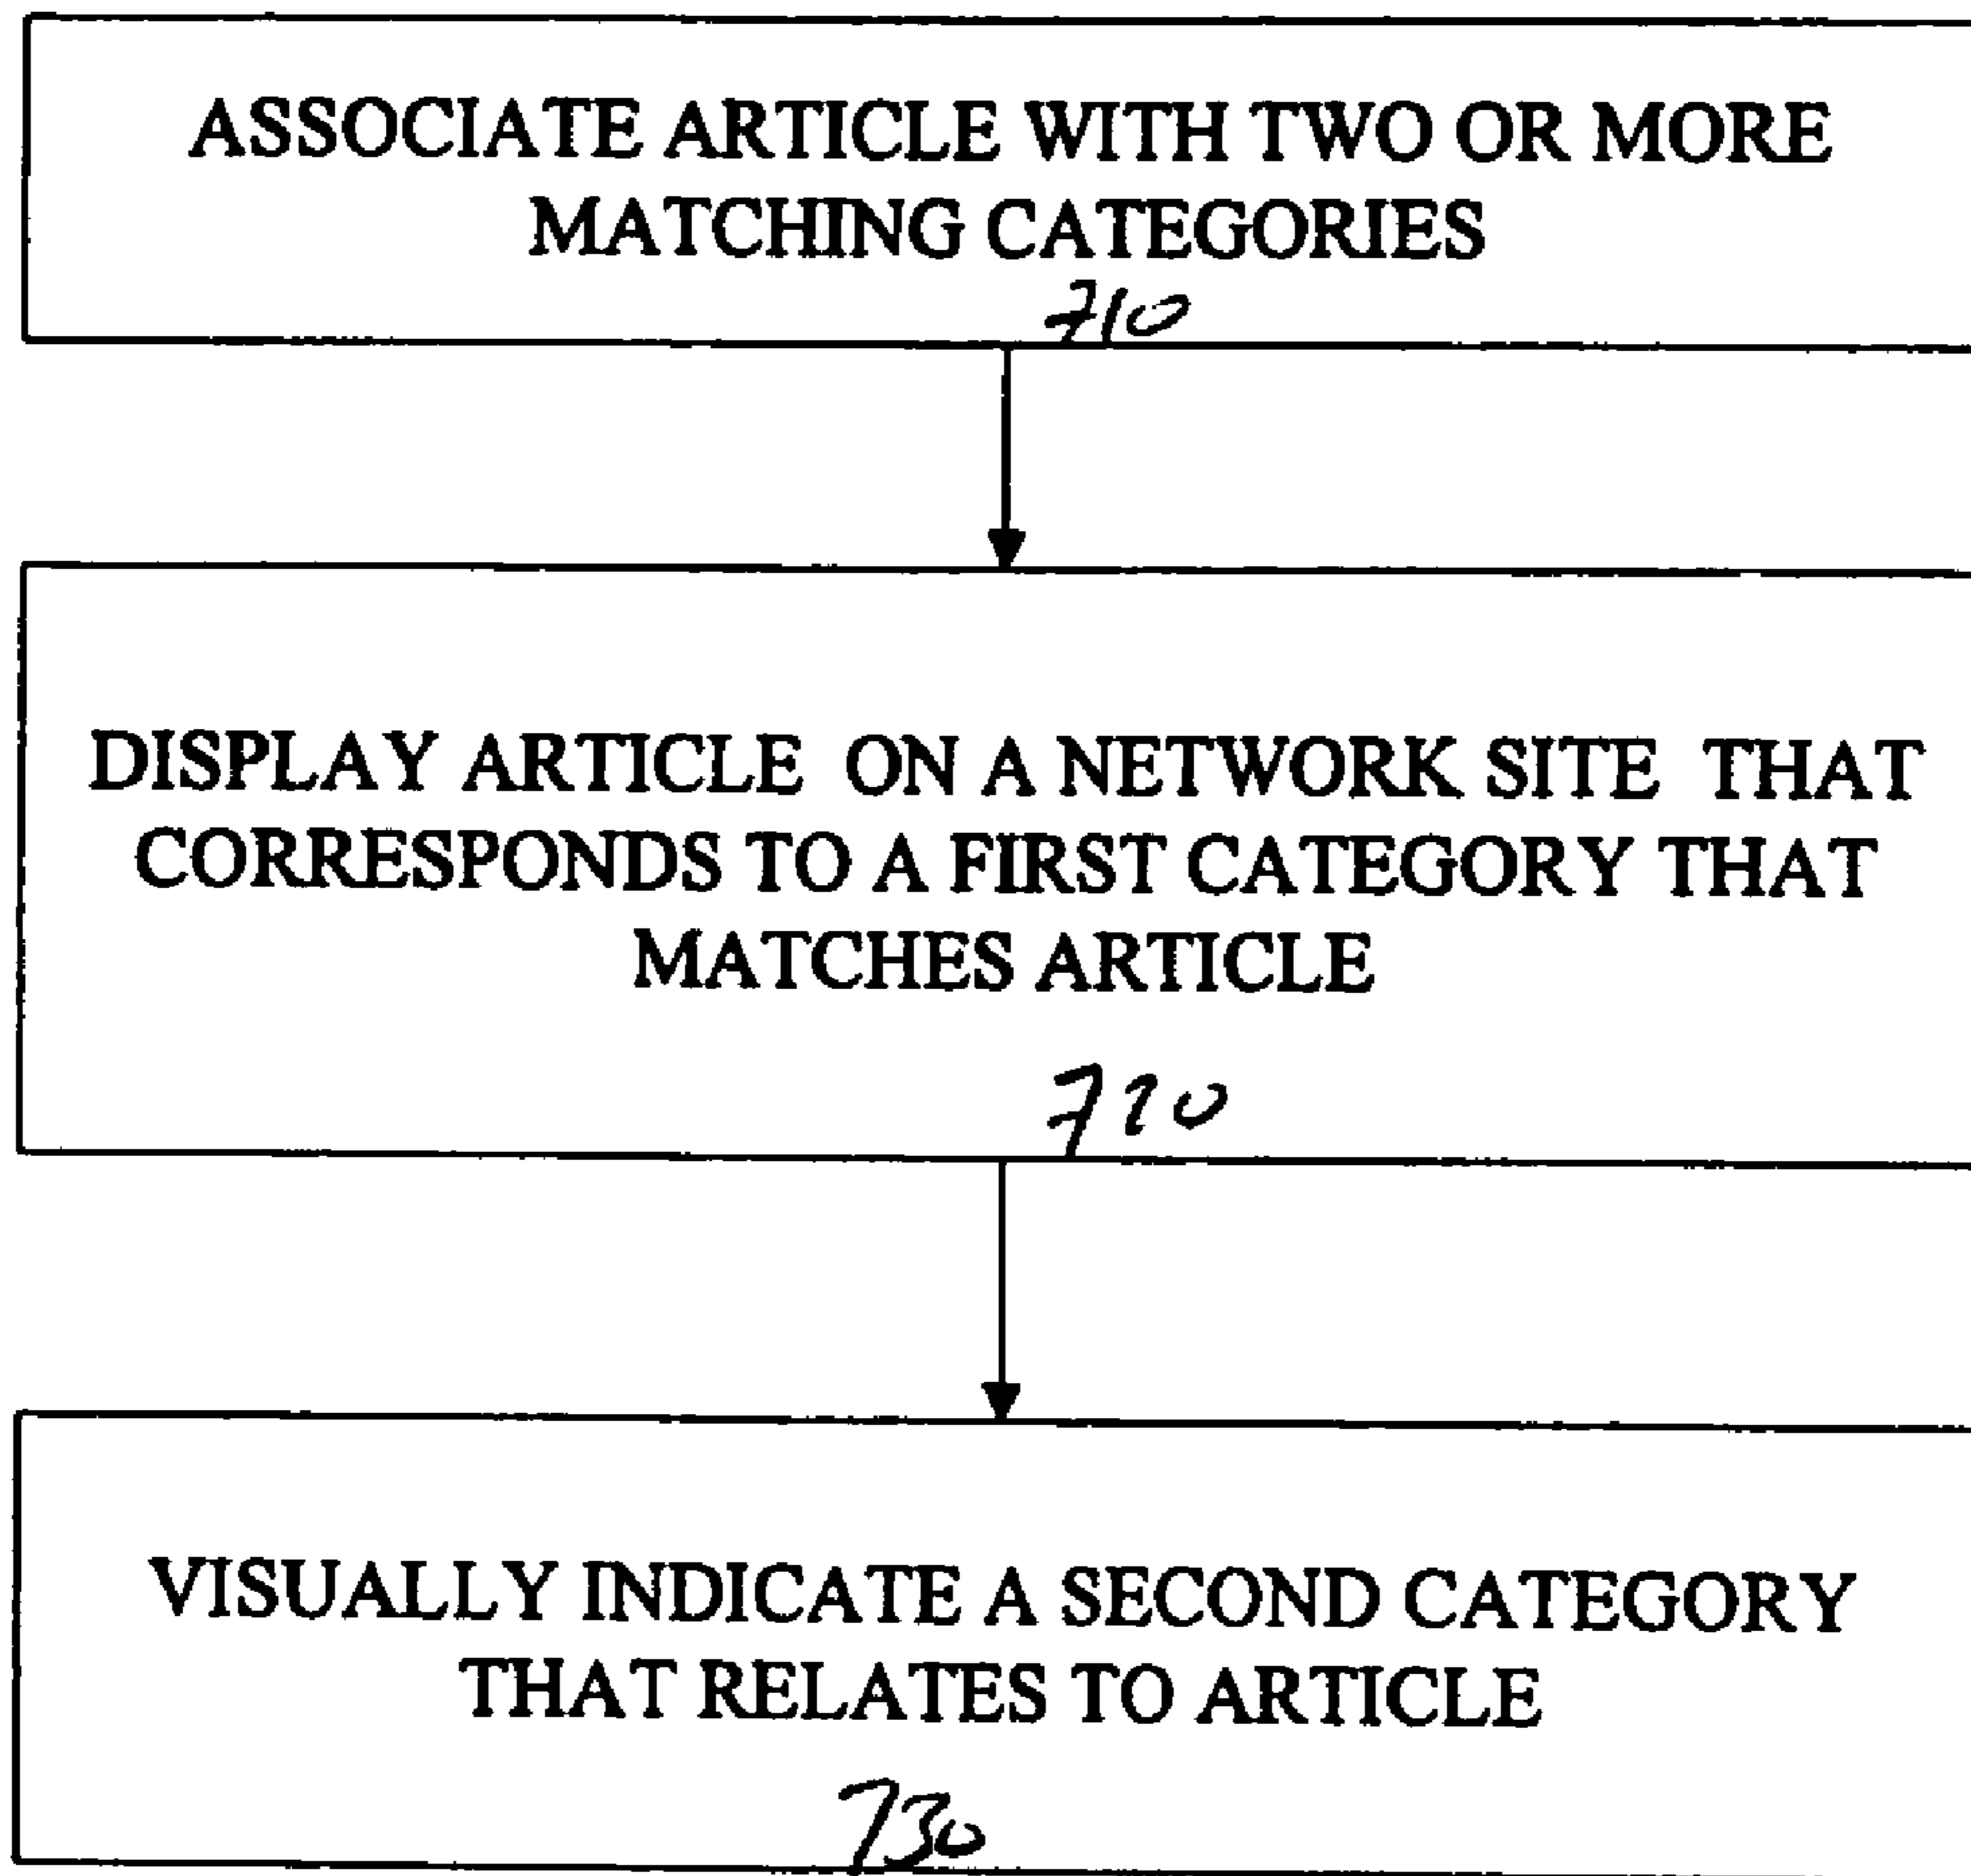 ASSOCIATE ARTICLE WITH TWO OR MORE
MATCHING CATEGORIES
710
DISPLAY ARTICLE ON A NETWORK SITE THAT
CORRESPONDS TO A FIRST CATEGORY THAT
MATCHES ARTICLE
720
VISUALLY INDICATE A SECOND CATEGORY
THAT RELATES TO ARTICLE
730